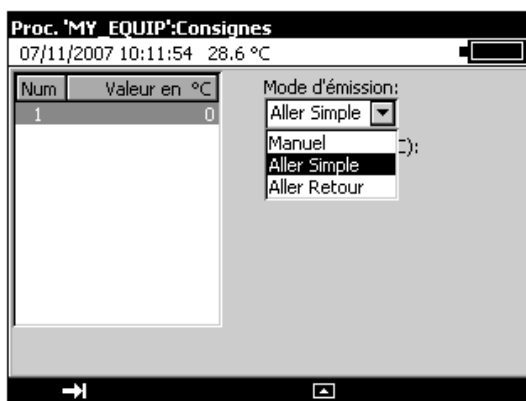 Proc. 'MY_EQUIP':Consignes
07/11/2007 10:11:54 28.6 °C
Num Valeur en °C
1 0
Mode d'émission:
Aller Simple
Manuel
Aller Simple
Aller Retour
):